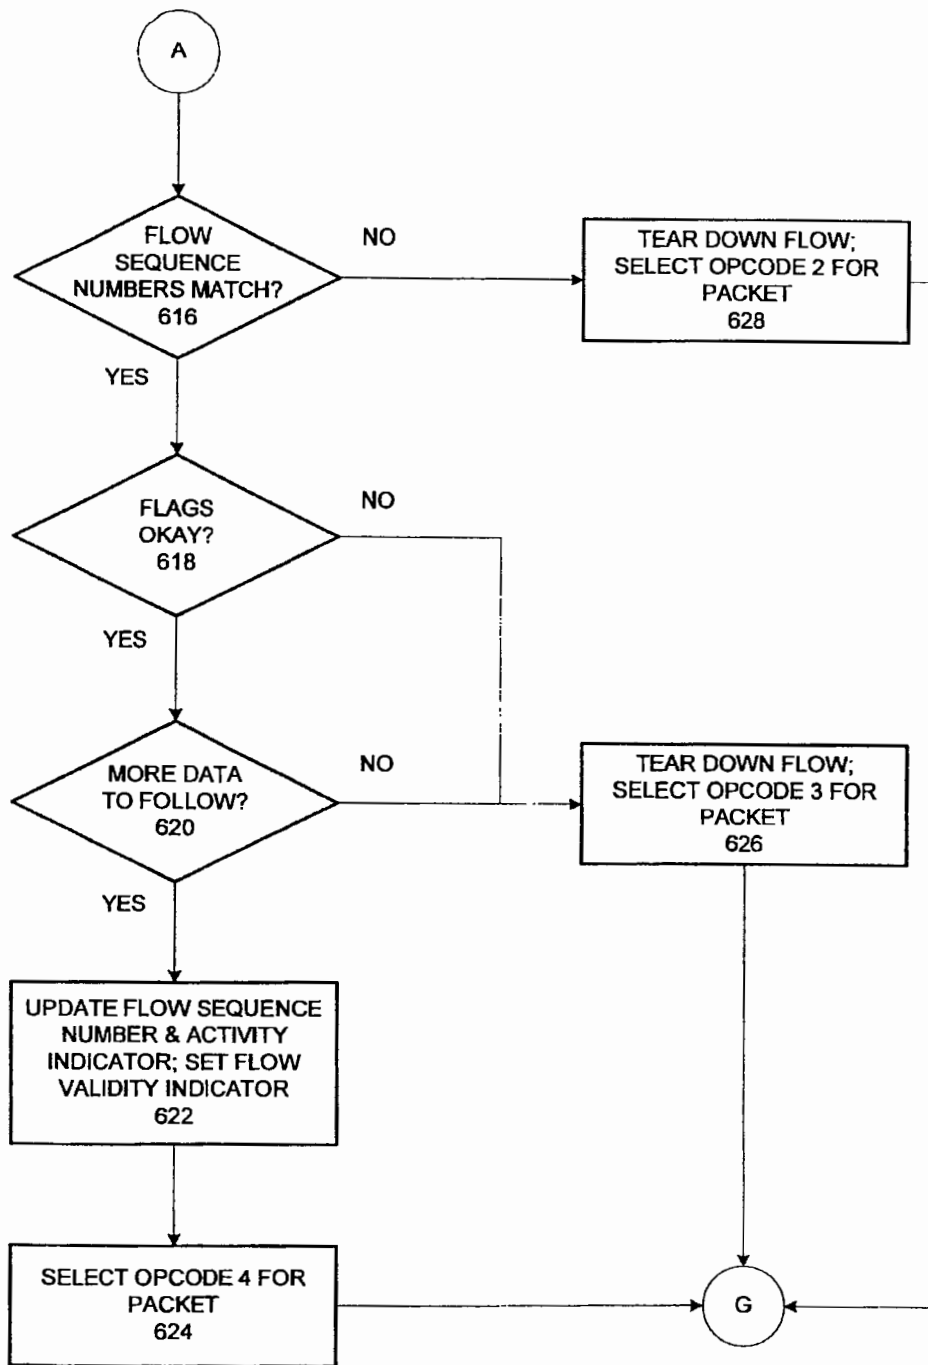 A
FLOW
SEQUENCE
NUMBERS MATCH?
616
NO
TEAR DOWN FLOW;
SELECT OPCODE 2 FOR
PACKET
628
YES
FLAGS
OKAY?
618
NO
YES
MORE DATA
TO FOLLOW?
620
NO
TEAR DOWN FLOW;
SELECT OPCODE 3 FOR
PACKET
626
YES
UPDATE FLOW SEQUENCE
NUMBER & ACTIVITY
INDICATOR; SET FLOW
VALIDITY INDICATOR
622
SELECT OPCODE 4 FOR
PACKET
624
G